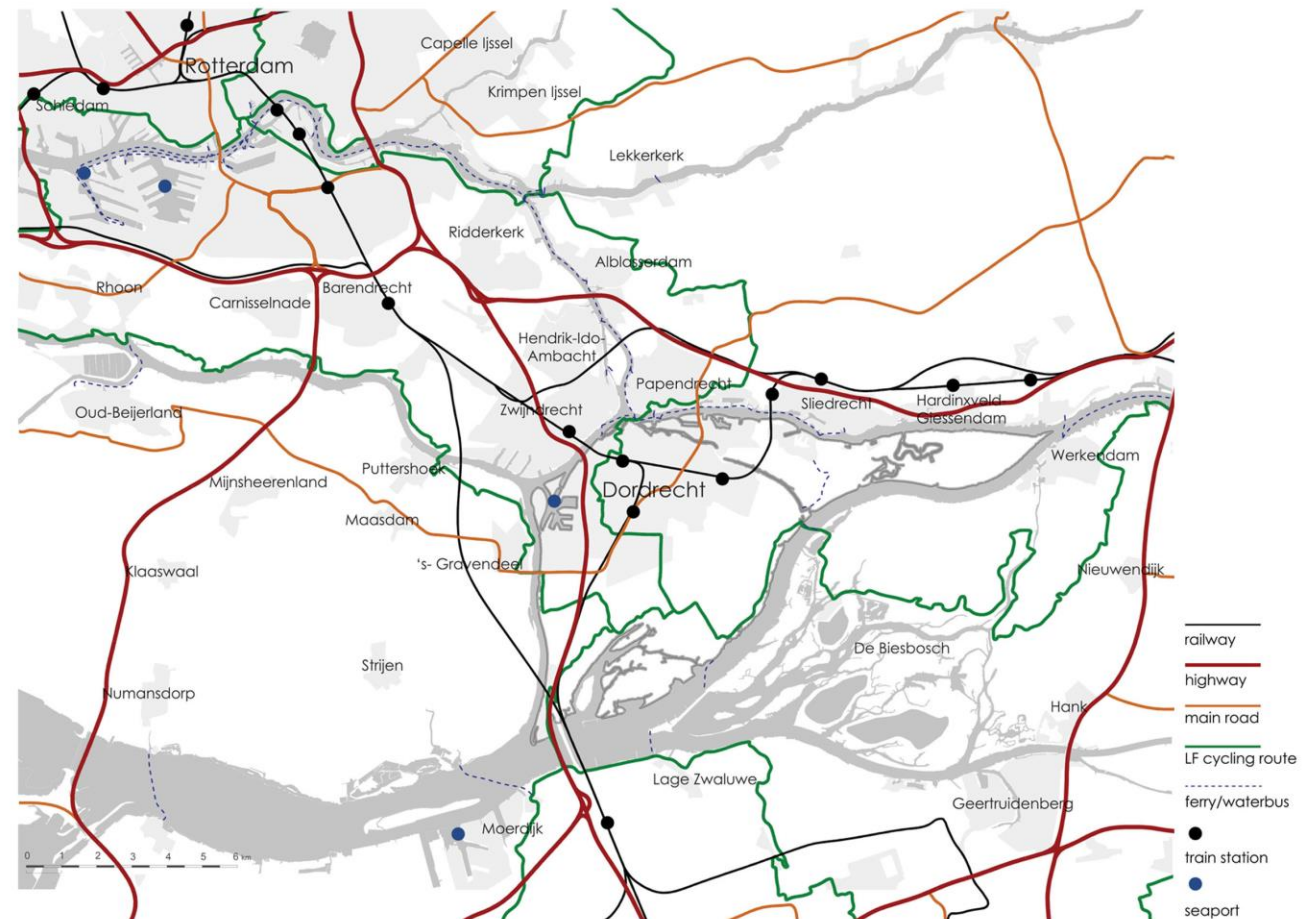 Capelle Ijssel
Rotterdam
Krimpen Ijssel
Schiedam
Lekkerkerk
Ridderkerk
Alblasserdam
Rhoon
Barendrecht
Carnisselnade
Hendrik-Ido-
Ambacht
Papendrecht
Oud-Beijerland
Zwijndrecht
Sliedrecht
Hardinxveld-
Giessendam
Werkendam
Puttershoek
Mijnsheerenland
Dordrecht
Maasdam
's- Gravendeel
Klaaswaal
Nieuwendijk
De Biesbosch
Strijen
Numansdorp
Hank
Lage Zwaluwe
Geertruidenberg
Moerdijk
0 1 2 3 4 5 6 km
railway
highway
main road
LF cycling route
ferry/waterbus
train station
seaport